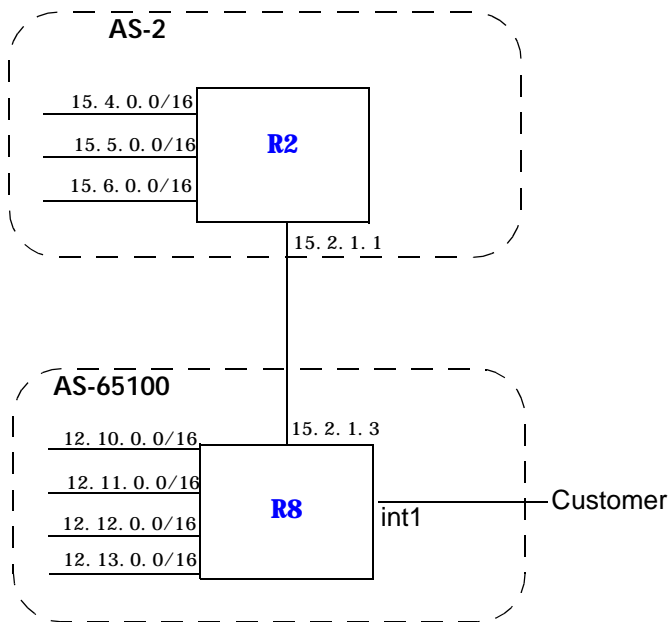 AS-2
15.4.0.0/16
15.5.0.0/16
15.6.0.0/16
R2
15.2.1.1
AS-65100
15.2.1.3
12.10.0.0/16
12.11.0.0/16
12.12.0.0/16
12.13.0.0/16
R8
int1
Customer